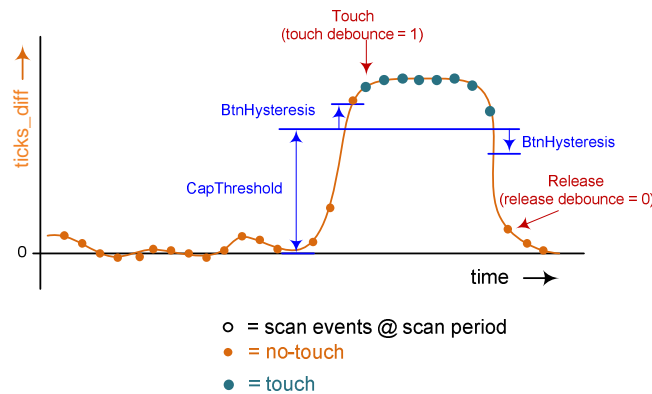 Touch
(touch debounce = 1)
ticks_diff
BtnHysteresis
BtnHysteresis
CapThreshold
Release
(release debounce = 0)
0
time
= scan events @ scan period
= no-touch
= touch